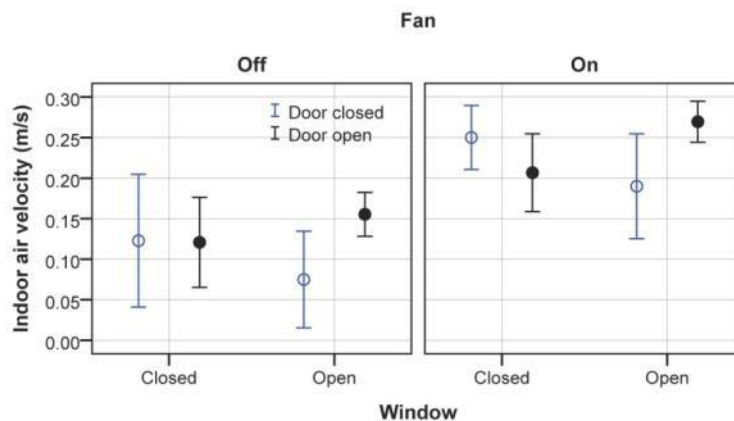 Fan
Off
On
Indoor air velocity (m/s)
0.30
0.25
0.20
0.15
0.10
0.05
0.00
Door closed
Door open
Closed
Open
Closed
Open
Window